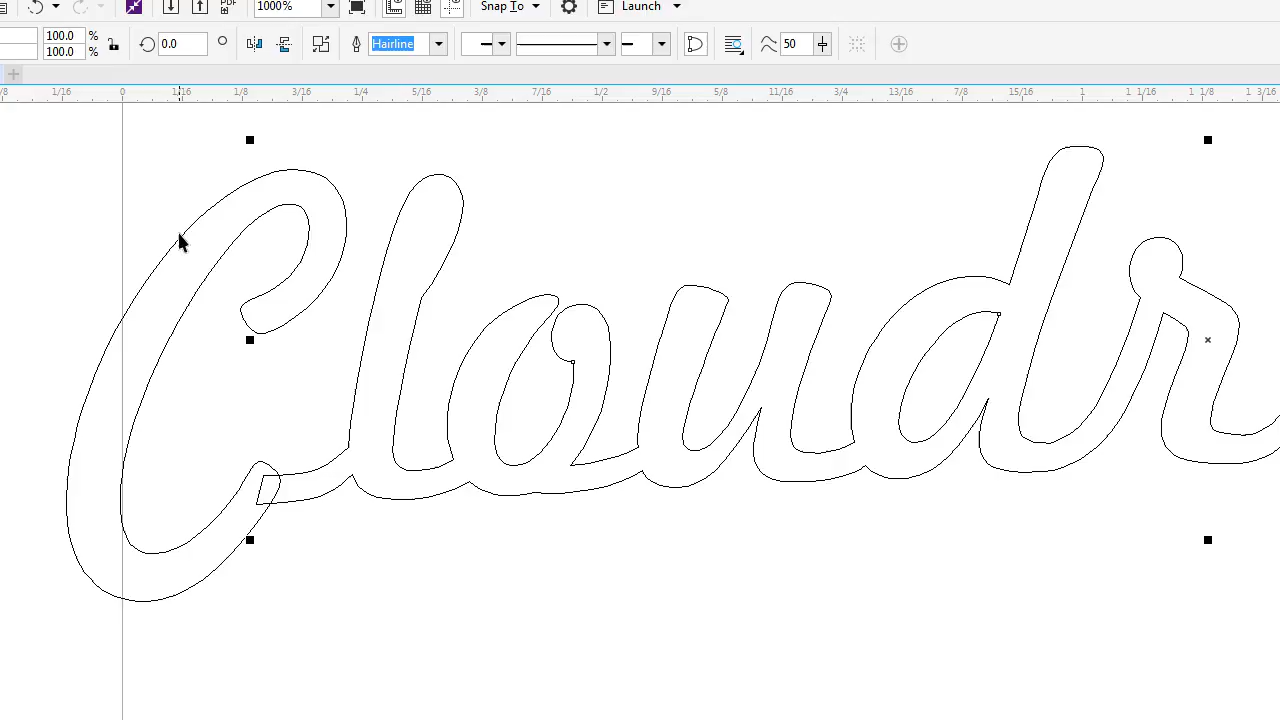 1000%
Snap To
Launch
100.0 %
100.0 %
0.0
Hairline
50
1/16 0 1/16 1/8 3/16 1/4 5/16 3/8 7/16 1/2 9/16 5/8 11/16 3/4 13/16 7/8 15/16 1 1 1/16 1 1/8 1 3/16
Cloudr